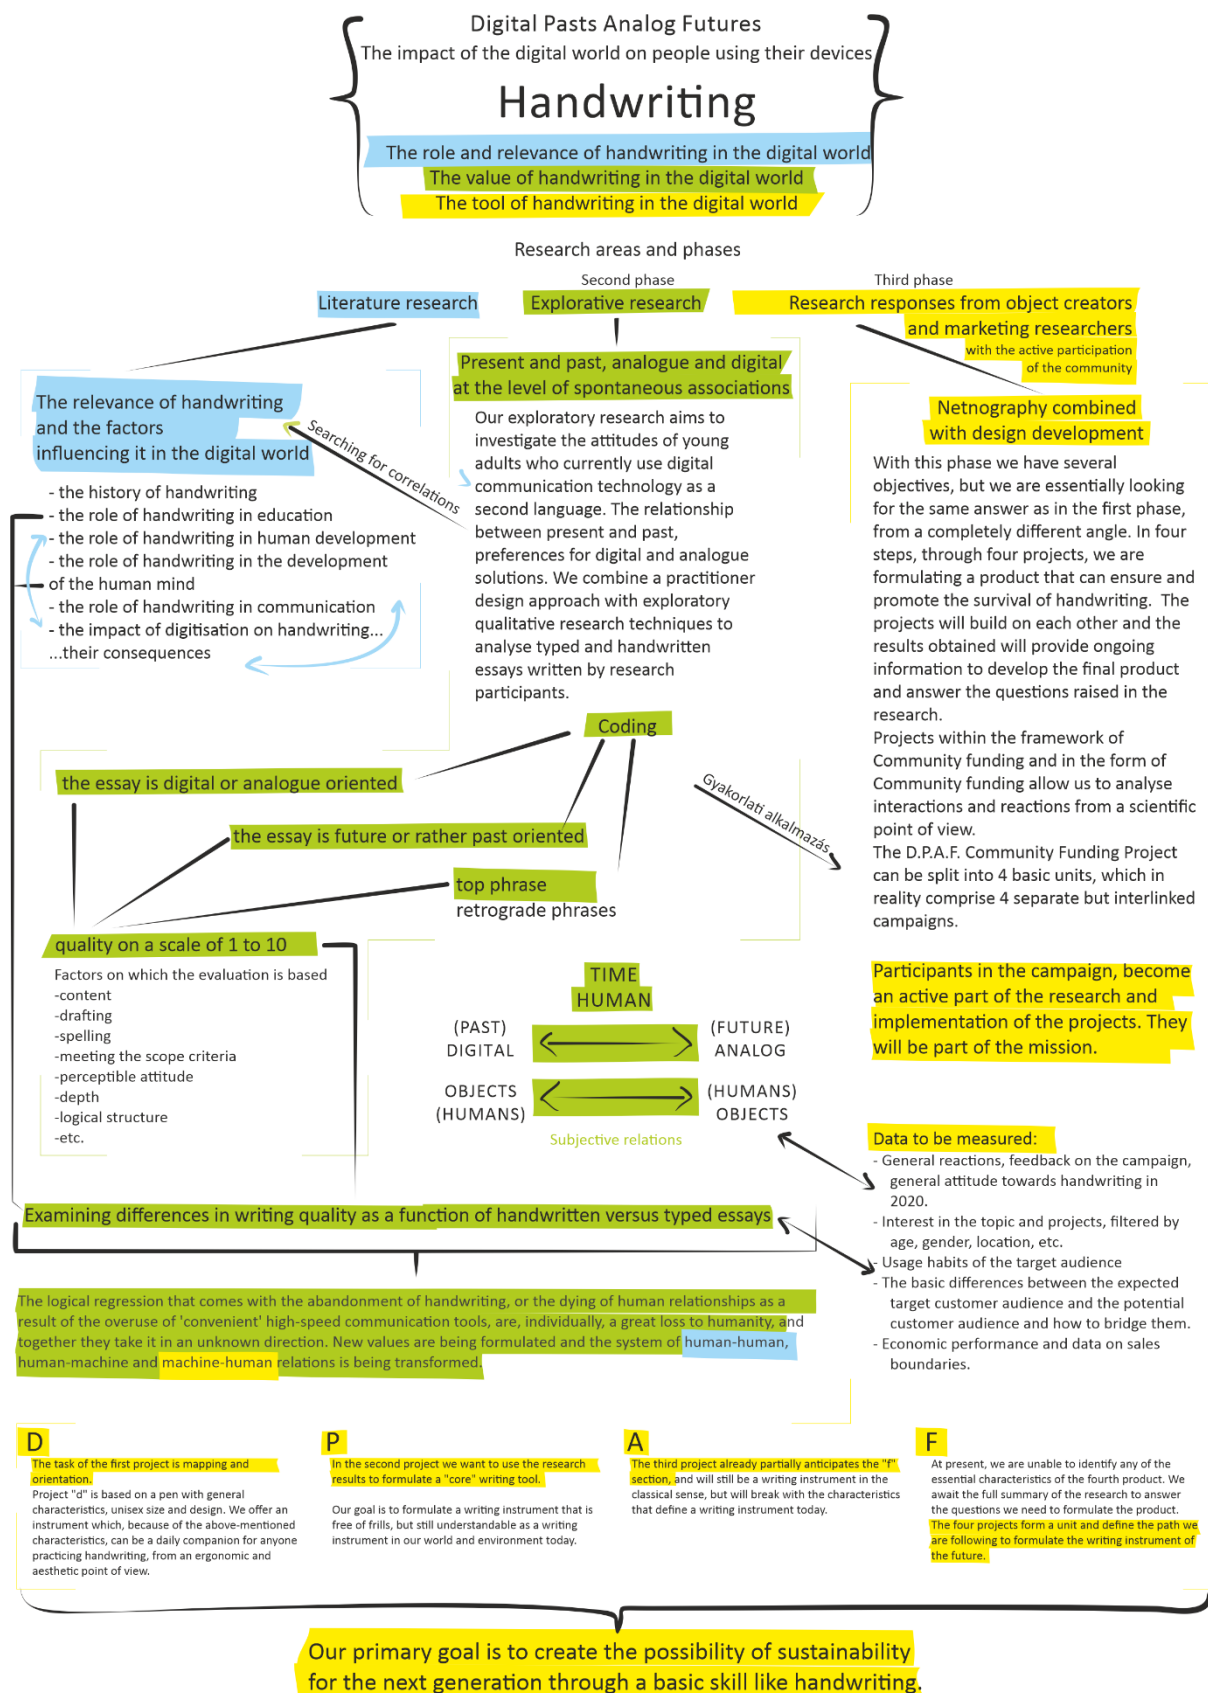 Digital Pasts Analog Futures
The impact of the digital world on people using their devices
Handwriting
The role and relevance of handwriting in the digital world
The value of handwriting in the digital world
The tool of handwriting in the digital world
Research areas and phases
Literature research
Second phase
Explorative research
Third phase
Research responses from object creators
and marketing researchers
with the active participation
of the community
The relevance of handwriting
and the factors
influencing it in the digital world
- the history of handwriting
- the role of handwriting in education
- the role of handwriting in human development
- the role of handwriting in the development
of the human mind
- the role of handwriting in communication
- the impact of digitisation on handwriting...
...their consequences
Searching for correlations
Present and past, analogue and digital
at the level of spontaneous associations
Our exploratory research aims to
investigate the attitudes of young
adults who currently use digital
communication technology as a
second language. The relationship
between present and past,
preferences for digital and analogue
solutions. We combine a practitioner
design approach with exploratory
qualitative research techniques to
analyse typed and handwritten
essays written by research
participants.
Netnography combined
with design development
With this phase we have several
objectives, but we are essentially looking
for the same answer as in the first phase,
from a completely different angle. In four
steps, through four projects, we are
formulating a product that can ensure and
promote the survival of handwriting. The
projects will build on each other and the
results obtained will provide ongoing
information to develop the final product
and answer the questions raised in the
research.
Projects within the framework of
Community funding and in the form of
Community funding allow us to analyse
interactions and reactions from a scientific
point of view.
The D.P.A.F. Community Funding Project
can be split into 4 basic units, which in
reality comprise 4 separate but interlinked
campaigns.
Coding
the essay is digital or analogue oriented
the essay is future or rather past oriented
top phrase
retrograde phrases
Gyakorlati alkalmazás
quality on a scale of 1 to 10
Factors on which the evaluation is based
-content
-drafting
-spelling
-meeting the scope criteria
-perceptible attitude
-depth
-logical structure
-etc.
TIME
HUMAN
(PAST)
DIGITAL
(FUTURE)
ANALOG
OBJECTS
(HUMANS)
(HUMANS)
OBJECTS
Subjective relations
Participants in the campaign, become
an active part of the research and
implementation of the projects. They
will be part of the mission.
Data to be measured:
- General reactions, feedback on the campaign,
general attitude towards handwriting in
2020.
- Interest in the topic and projects, filtered by
age, gender, location, etc.
- Usage habits of the target audience
- The basic differences between the expected
target customer audience and the potential
customer audience and how to bridge them.
- Economic performance and data on sales
boundaries.
Examining differences in writing quality as a function of handwritten versus typed essays
The logical regression that comes with the abandonment of handwriting, or the dying of human relationships as a
result of the overuse of 'convenient' high-speed communication tools, are, individually, a great loss to humanity, and
together they take it in an unknown direction. New values are being formulated and the system of human-human,
human-machine and machine-human relations is being transformed.
D
The task of the first project is mapping and
orientation.
Project "d" is based on a pen with general
characteristics, unisex size and design. We offer an
instrument which, because of the above-mentioned
characteristics, can be a daily companion for anyone
practicing handwriting, from an ergonomic and
aesthetic point of view.
P
In the second project we want to use the research
results to formulate a "core" writing tool.
Our goal is to formulate a writing instrument that is
free of frills, but still understandable as a writing
instrument in our world and environment today.
A
The third project already partially anticipates the "f"
section, and will still be a writing instrument in the
classical sense, but will break with the characteristics
that define a writing instrument today.
F
At present, we are unable to identify any of the
essential characteristics of the fourth product. We
await the full summary of the research to answer
the questions we need to formulate the product.
The four projects form a unit and define the path we
are following to formulate the writing instrument of
the future.
Our primary goal is to create the possibility of sustainability
for the next generation through a basic skill like handwriting.